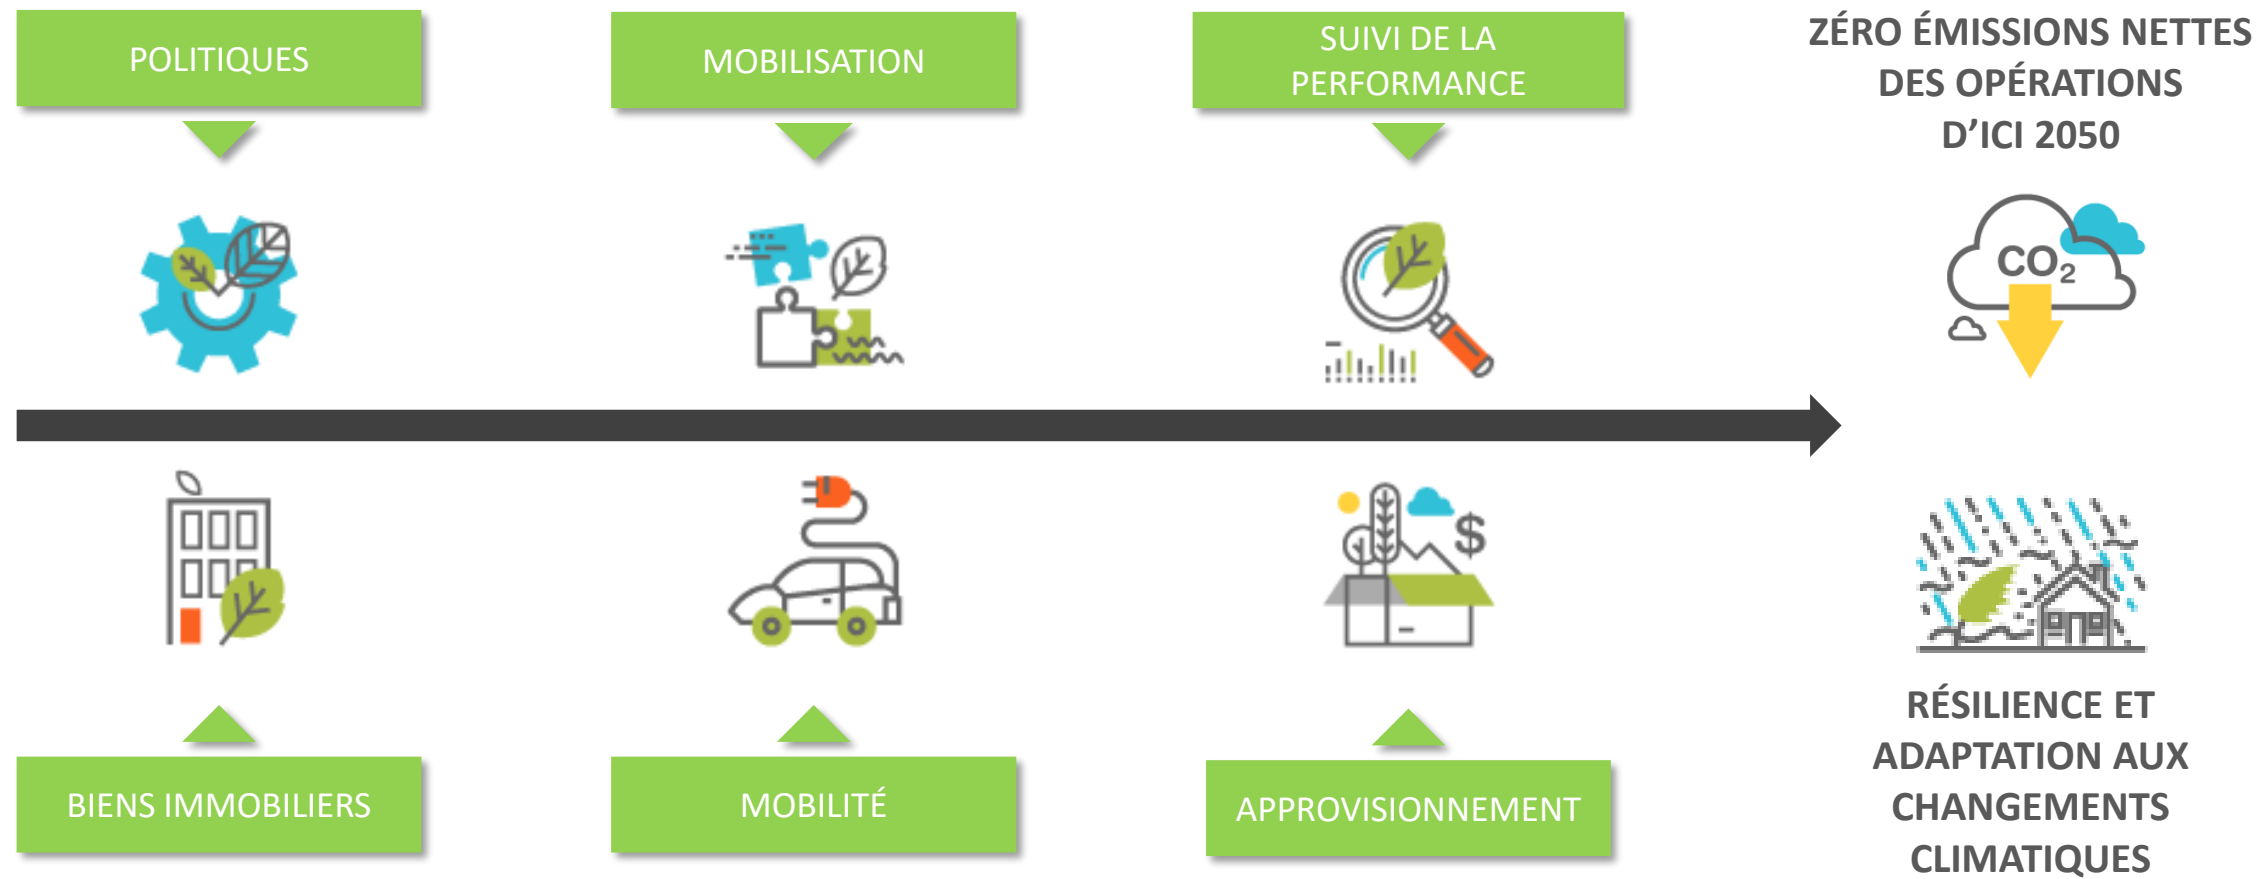 POLITIQUES
MOBILISATION
SUIVI DE LA
PERFORMANCE
ZÉRO ÉMISSIONS NETTES
DES OPÉRATIONS
D’ICI 2050
CO₂
$
BIENS IMMOBILIERS
MOBILITÉ
APPROVISIONNEMENT
RÉSILIENCE ET
ADAPTATION AUX
CHANGEMENTS
CLIMATIQUES